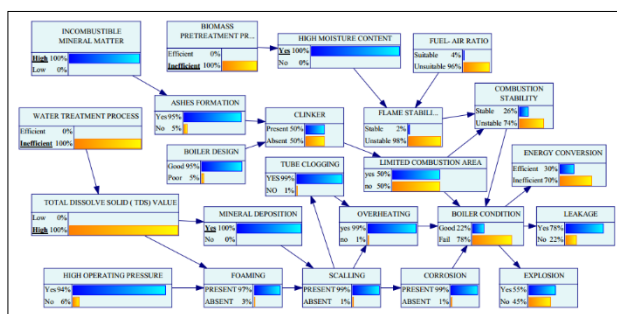 INCOMBUSTIBLE
MINERAL MATTER
High 100%
Low 0%
BIOMASS
PRETREATMENT PR...
Efficient 0%
Inefficient 100%
HIGH MOISTURE CONTENT
Yes 100%
No 0%
FUEL- AIR RATIO
Suitable 4%
Unsuitable 96%
WATER TREATMENT PROCESS
Efficient 0%
Inefficient 100%
ASHES FORMATION
Yes 95%
No 5%
CLINKER
Present 50%
Absent 50%
FLAME STABILI...
Stable 2%
Unstable 98%
COMBUSTION
STABILITY
Stable 26%
Unstable 74%
BOILER DESIGN
Good 95%
Poor 5%
TUBE CLOGGING
YES 99%
NO 1%
LIMITED COMBUSTION AREA
yes 50%
no 50%
ENERGY CONVERSION
Efficient 30%
Inefficient 70%
TOTAL DISSOLVE SOLID ( TDS) VALUE
Low 0%
High 100%
MINERAL DEPOSITION
Yes 100%
No 0%
OVERHEATING
yes 99%
no 1%
BOILER CONDITION
Good 22%
Fail 78%
LEAKAGE
Yes 78%
No 22%
HIGH OPERATING PRESSURE
Yes 94%
No 6%
FOAMING
PRESENT 97%
ABSENT 3%
SCALLING
PRESENT 99%
ABSENT 1%
CORROSION
PRESENT 99%
ABSENT 1%
EXPLOSION
Yes 55%
No 45%